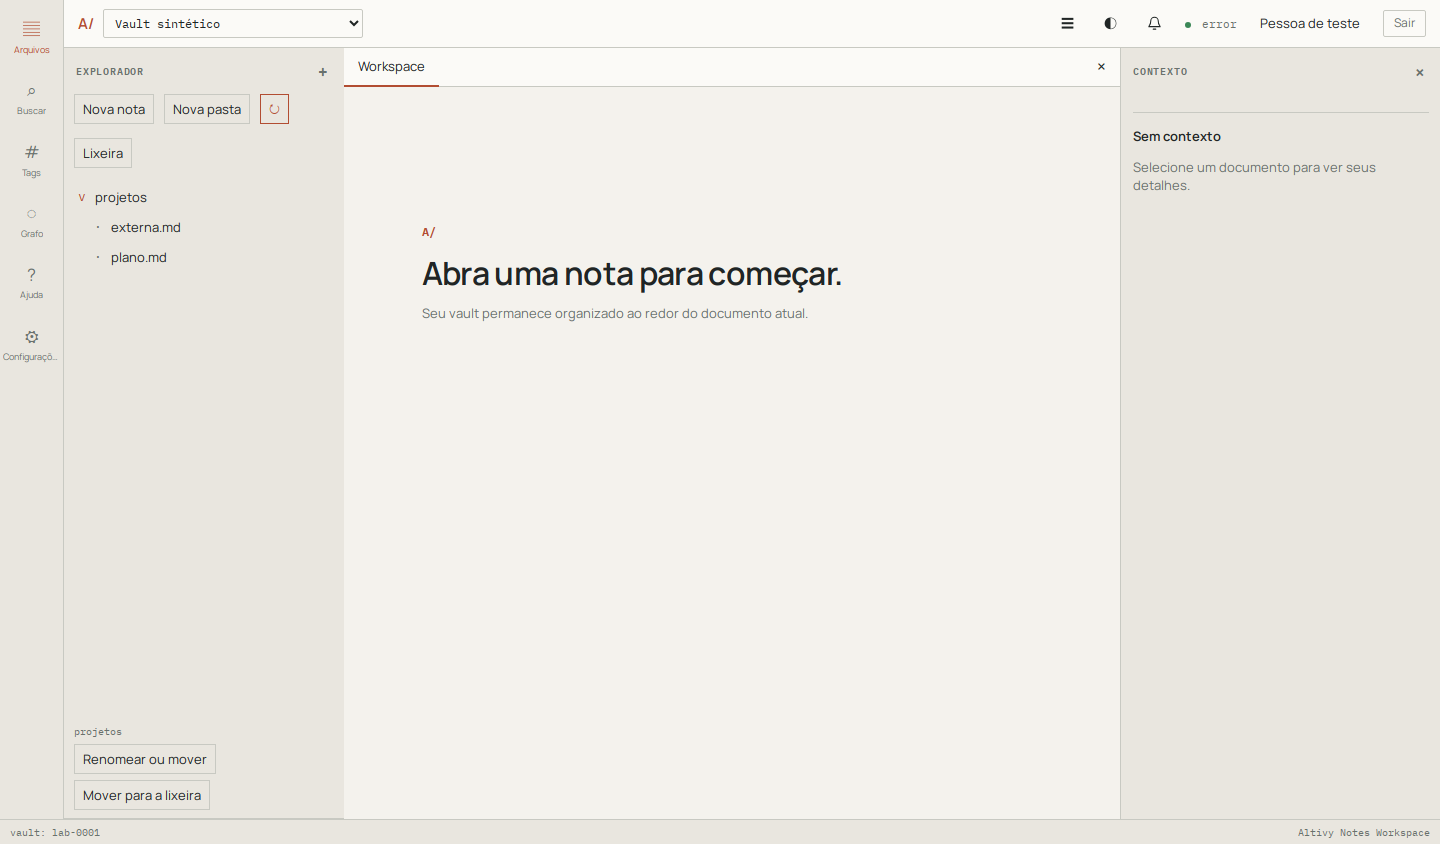 Arquivos
Buscar
#
Tags
Grafo
?
Ajuda
Configuraçõ…
A/
Vault sintético
error
Pessoa de teste
Sair
EXPLORADOR
+
Nova nota
Nova pasta
Lixeira
v projetos
· externa.md
· plano.md
projetos
Renomear ou mover
Mover para a lixeira
Workspace
×
A/
Abra uma nota para começar.
Seu vault permanece organizado ao redor do documento atual.
CONTEXTO
×
Sem contexto
Selecione um documento para ver seus
detalhes.
vault: lab-0001
Altivy Notes Workspace